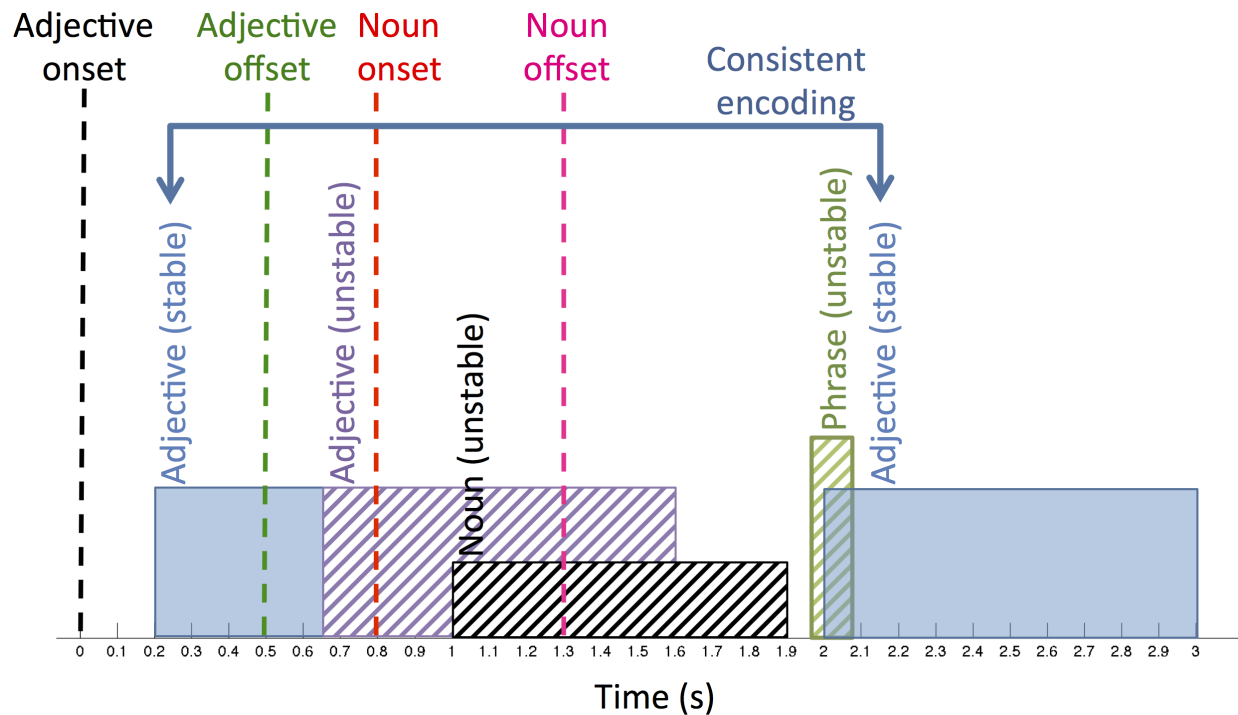 Adjective
onset
Adjective
offset
Noun
onset
Noun
offset
Consistent
encoding
Adjective (stable)
Adjective (unstable)
Noun (unstable)
Phrase (unstable)
Adjective (stable)
0 0.1 0.2 0.3 0.4 0.5 0.6 0.7 0.8 0.9 1 1.1 1.2 1.3 1.4 1.5 1.6 1.7 1.8 1.9 2 2.1 2.2 2.3 2.4 2.5 2.6 2.7 2.8 2.9 3
Time (s)